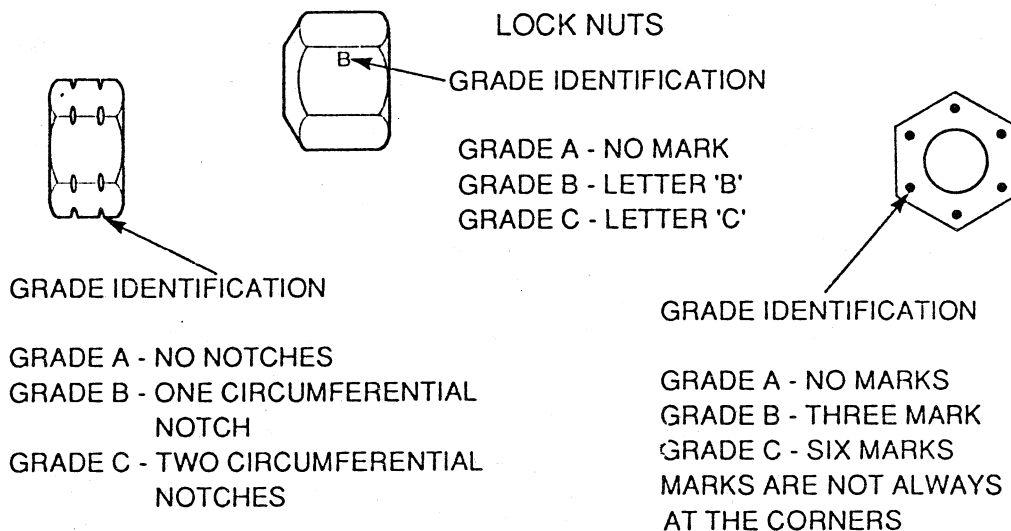 LOCK NUTS
B
GRADE IDENTIFICATION
GRADE A - NO MARK
GRADE B - LETTER 'B'
GRADE C - LETTER 'C'
GRADE IDENTIFICATION
GRADE A - NO NOTCHES
GRADE B - ONE CIRCUMFERENTIAL
NOTCH
GRADE C - TWO CIRCUMFERENTIAL
NOTCHES
GRADE IDENTIFICATION
GRADE A - NO MARKS
GRADE B - THREE MARK
GRADE C - SIX MARKS
MARKS ARE NOT ALWAYS
AT THE CORNERS